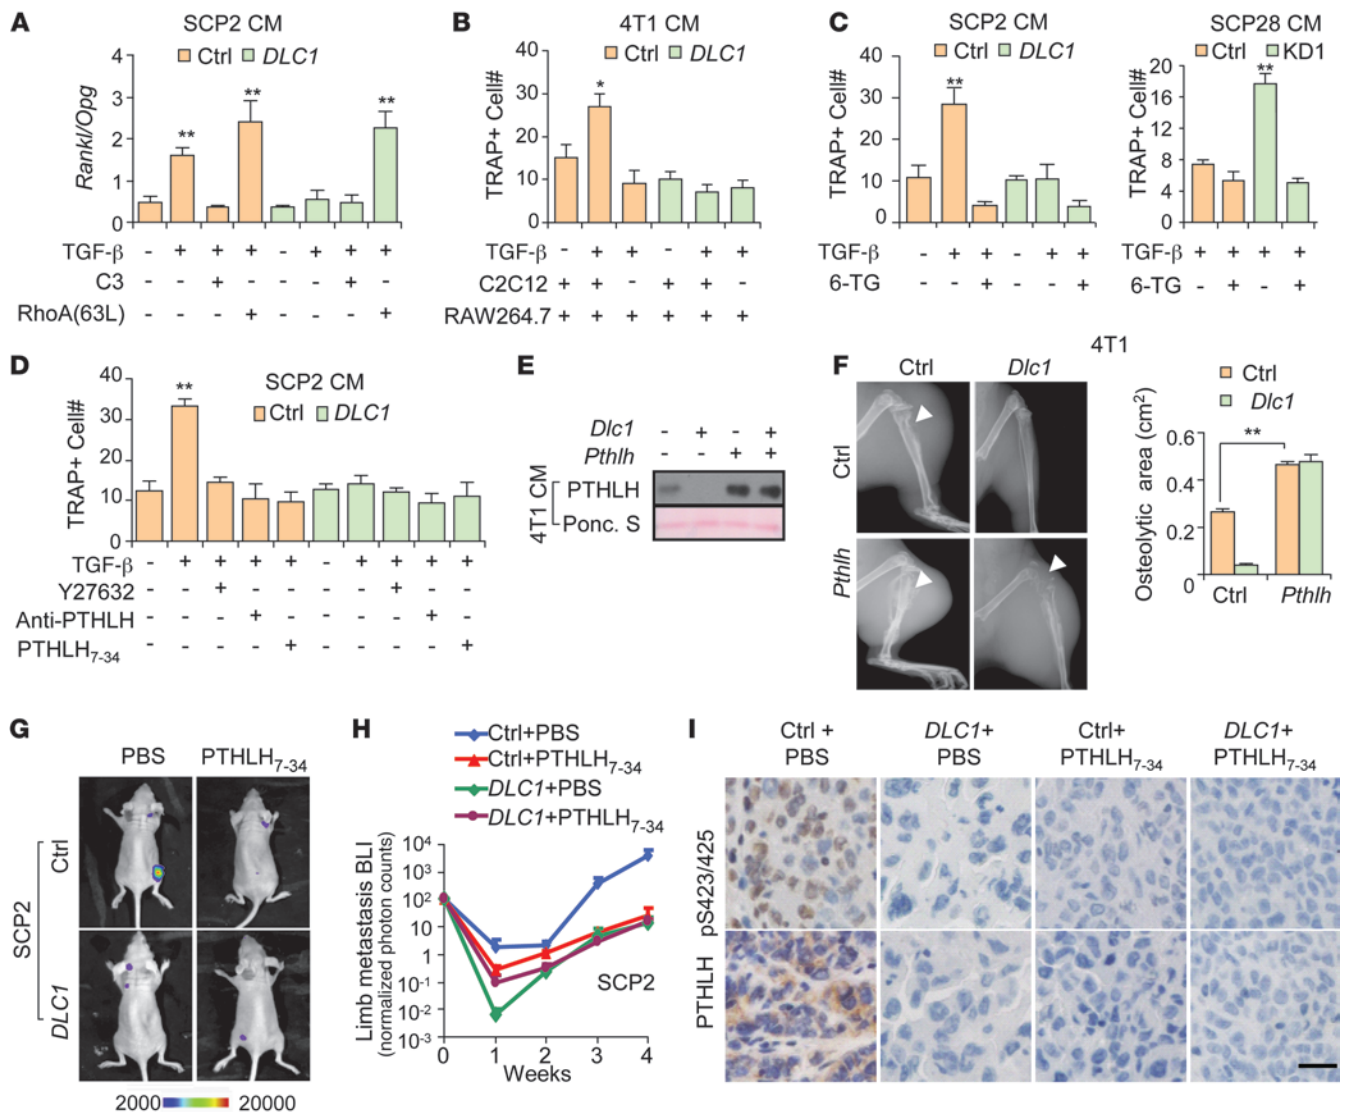 A
SCP2 CM
Ctrl DLC1
Rankl/Opg
4
3
2
1
0
** ** **
TGF-β - + + + - + + +
C3 - - + - - - + -
RhoA(63L) - - - + - - - +
B
4T1 CM
Ctrl DLC1
TRAP+ Cell#
40
30
20
10
0
*
TGF-β - + + - + +
C2C12 + + - + + -
RAW264.7 + + + + + +
C
SCP2 CM
Ctrl DLC1
TRAP+ Cell#
40
30
20
10
0
**
TGF-β - + + - + +
6-TG - - + - - +
SCP28 CM
Ctrl KD1
TRAP+ Cell#
20
16
12
8
4
0
**
TGF-β + + + +
6-TG - + - +
D
SCP2 CM
Ctrl DLC1
TRAP+ Cell#
40
30
20
10
0
**
TGF-β - + + + + - + + + +
Y27632 - - + - - - - + - -
Anti-PTHLH - - - + - - - - + -
PTHLH7-34 - - - - + - - - - +
E
Dlc1 - + - +
Pthlh - - + +
4T1 CM
PTHLH
Ponc. S
F
4T1
Ctrl Dlc1
Ctrl
Pthlh
Ctrl
Dlc1
Osteolytic area (cm2)
0.6
0.4
0.2
0
**
Ctrl Pthlh
G
PBS PTHLH7-34
SCP2
Ctrl
DLC1
2000 20000
H
Ctrl+PBS
Ctrl+PTHLH7-34
DLC1+PBS
DLC1+PTHLH7-34
Limb metastasis BLI
(normalized photon counts)
104
103
102
10
1
10-1
10-2
10-3
SCP2
0 1 2 3 4
Weeks
I
Ctrl + PBS
DLC1+ PBS
Ctrl+ PTHLH7-34
DLC1+ PTHLH7-34
pS423/425
PTHLH